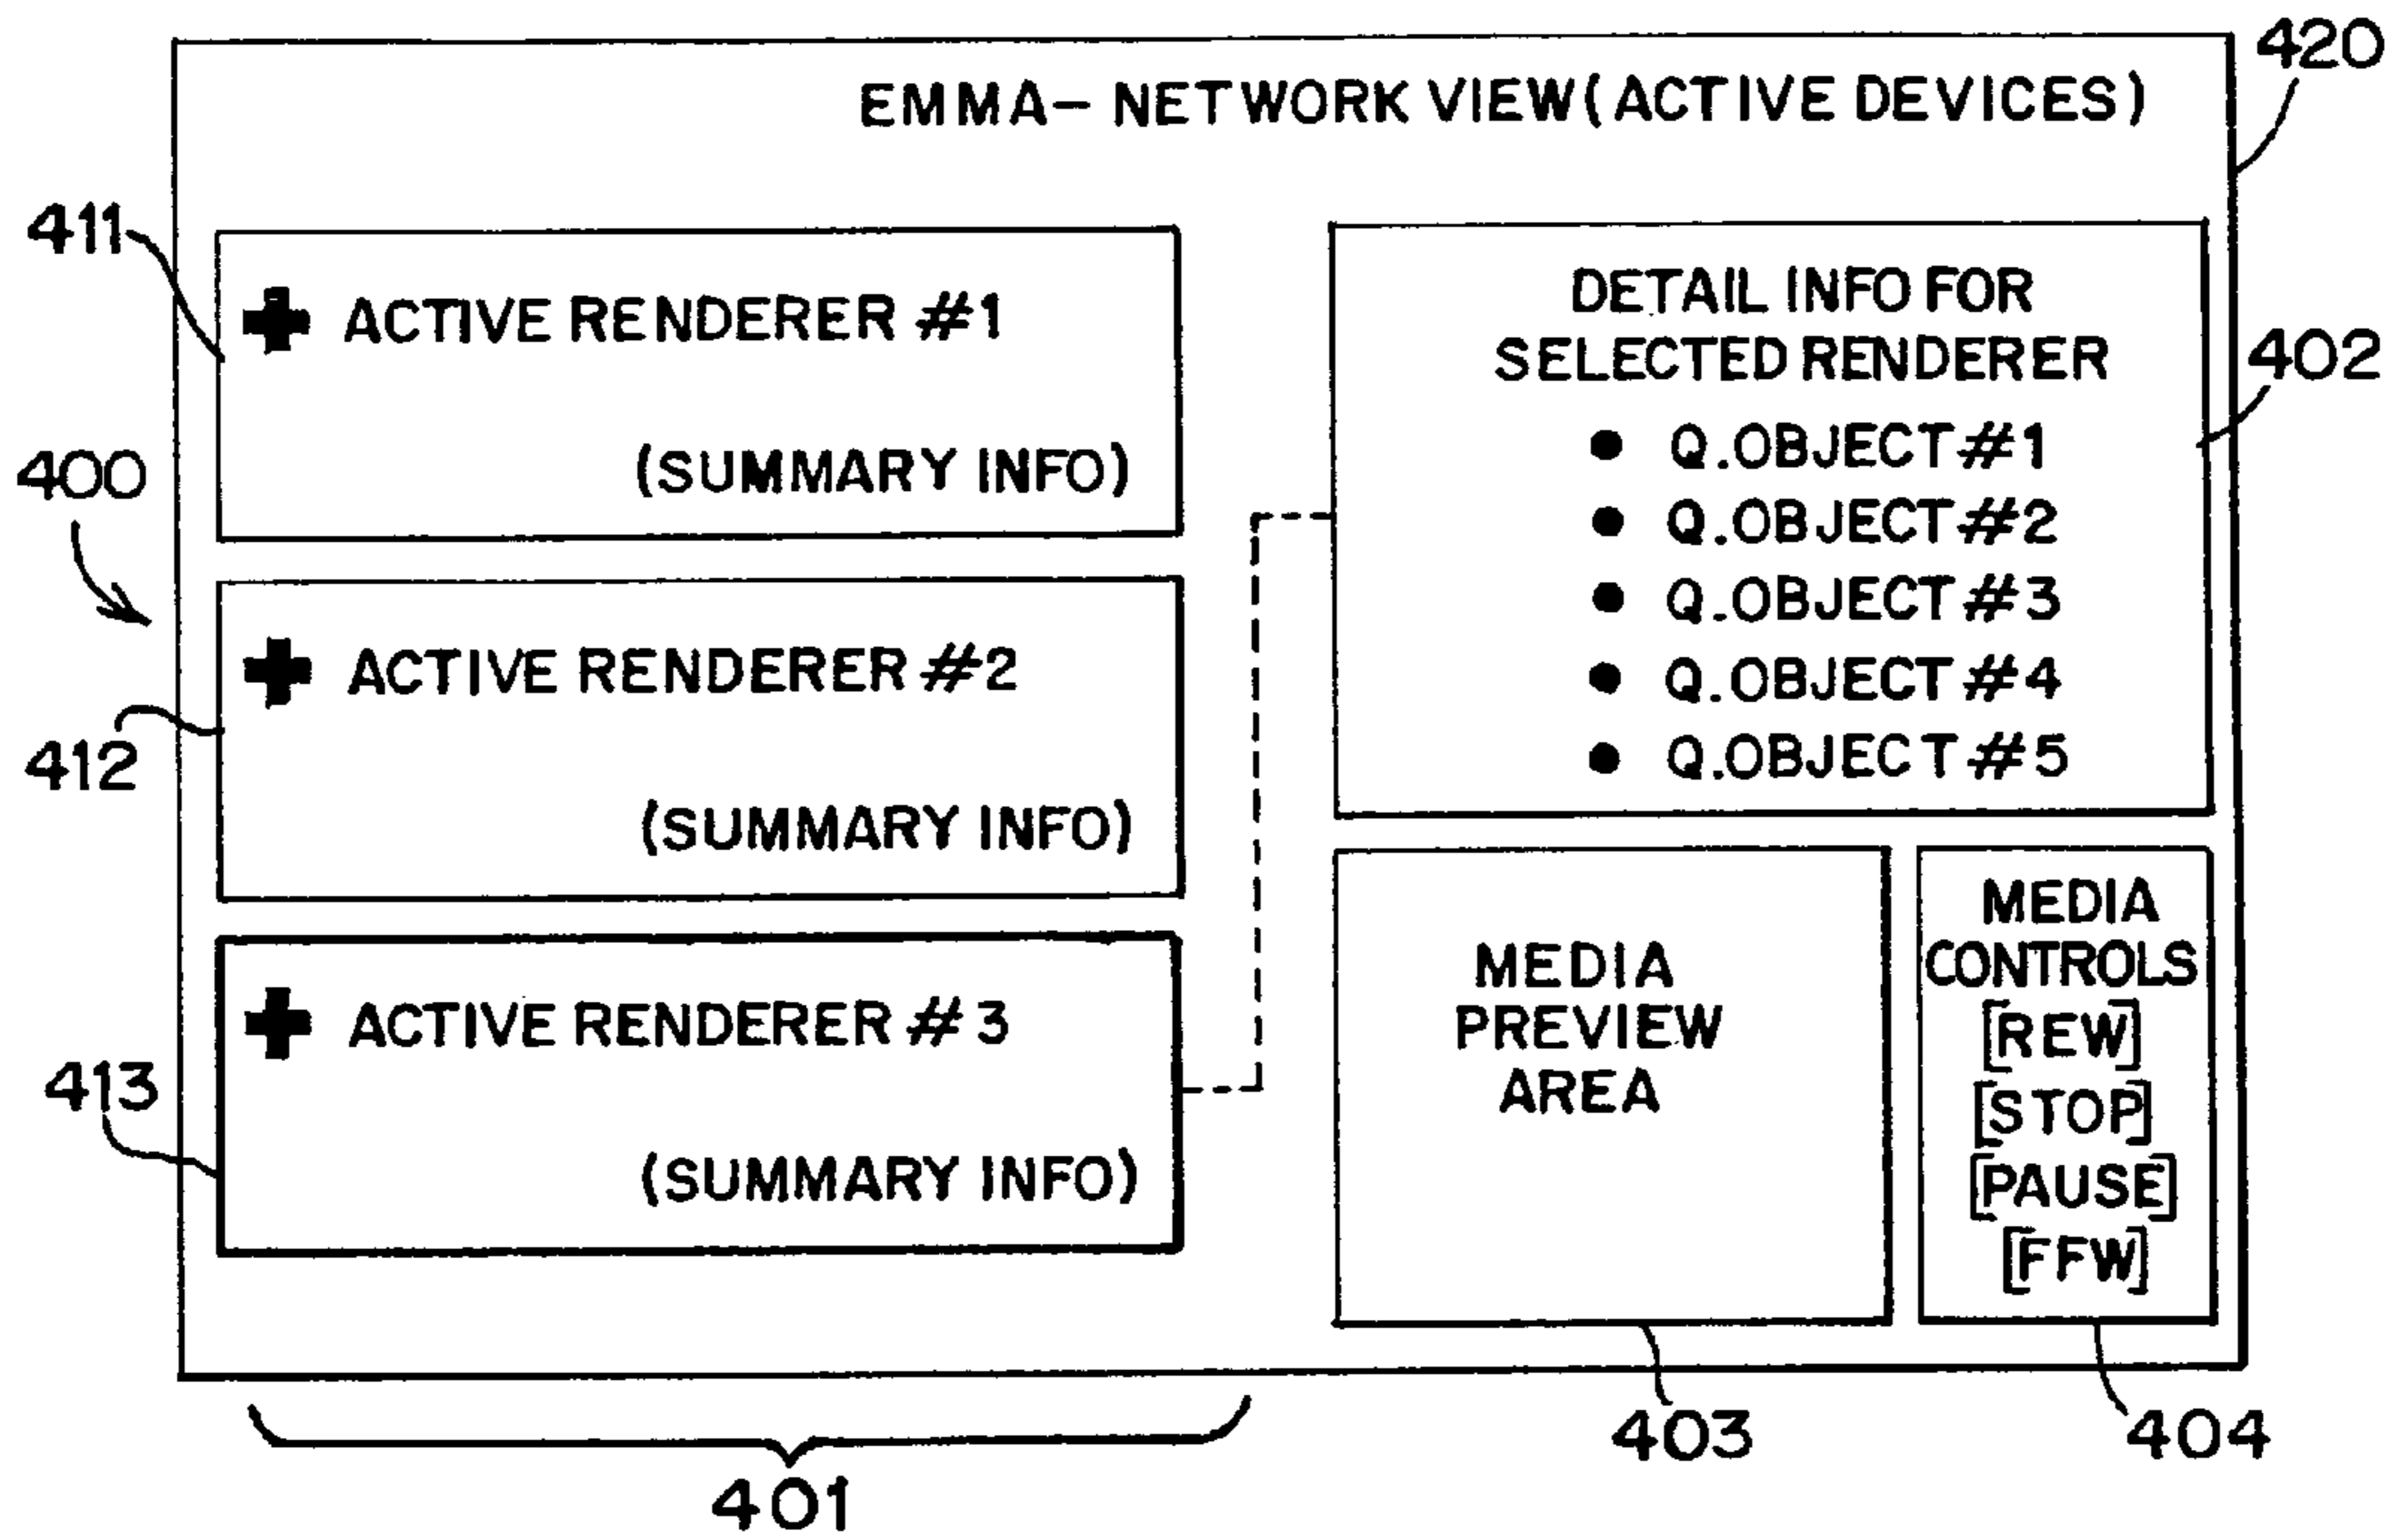 420
EMMA- NETWORK VIEW (ACTIVE DEVICES)
411
ACTIVE RENDERER #1
(SUMMARY INFO)
400
ACTIVE RENDERER #2
412
(SUMMARY INFO)
ACTIVE RENDERER #3
413
(SUMMARY INFO)
401
DETAIL INFO FOR
SELECTED RENDERER
402
• Q.OBJECT #1
• Q.OBJECT #2
• Q.OBJECT #3
• Q.OBJECT #4
• Q.OBJECT #5
MEDIA
PREVIEW
AREA
403
MEDIA
CONTROLS
[REW]
[STOP]
[PAUSE]
[FFW]
404